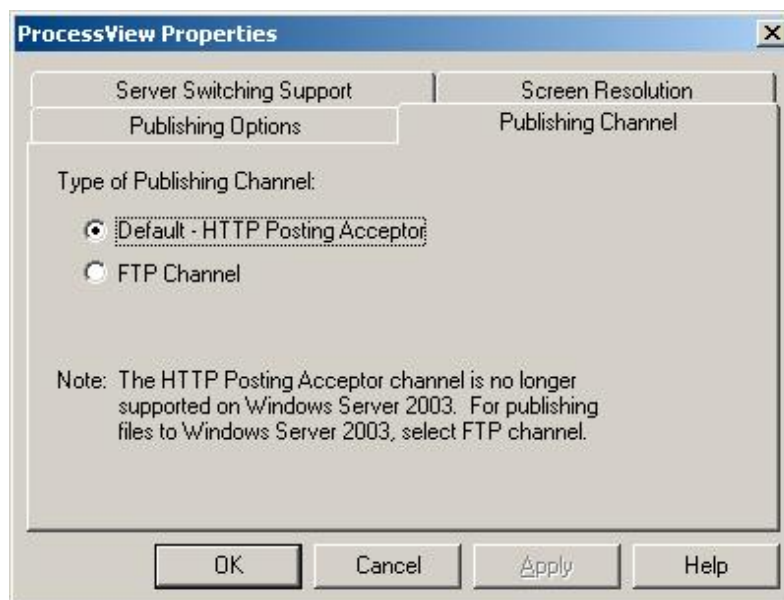 ProcessView Properties
Server Switching Support
Screen Resolution
Publishing Options
Publishing Channel
Type of Publishing Channel:
Default - HTTP Posting Acceptor
FTP Channel
Note: The HTTP Posting Acceptor channel is no longer
supported on Windows Server 2003. For publishing
files to Windows Server 2003, select FTP channel.
OK
Cancel
Apply
Help